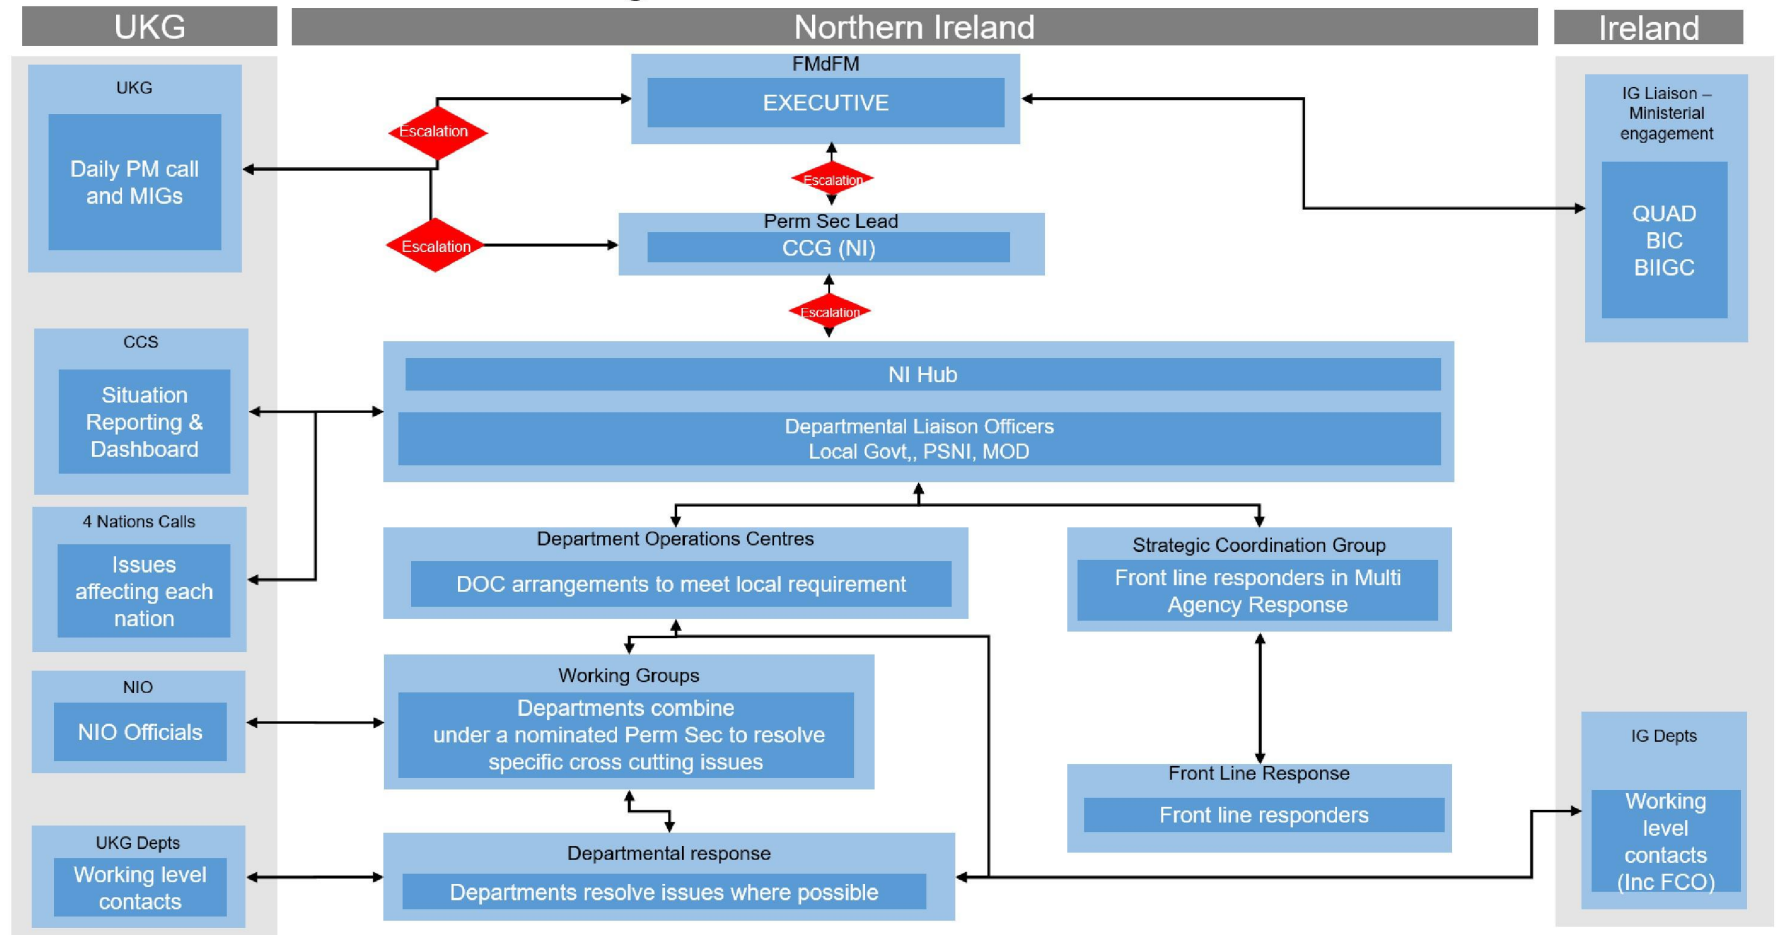 UKG
Northern Ireland
Ireland
UKG
Daily PM call
and MIGs
CCS
Situation
Reporting &
Dashboard
4 Nations Calls
Issues
affecting each
nation
NIO
NIO Officials
UKG Depts
Working level
contacts
FMdFM
EXECUTIVE
Escalation
Escalation
Perm Sec Lead
CCG (NI)
Escalation
Escalation
NI Hub
Departmental Liaison Officers
Local Govt,, PSNI, MOD
Department Operations Centres
DOC arrangements to meet local requirement
Strategic Coordination Group
Front line responders in Multi
Agency Response
Working Groups
Departments combine
under a nominated Perm Sec to resolve
specific cross cutting issues
Front Line Response
Front line responders
Departmental response
Departments resolve issues where possible
IG Liaison –
Ministerial
engagement
QUAD
BIC
BIIGC
IG Depts
Working
level
contacts
(Inc FCO)